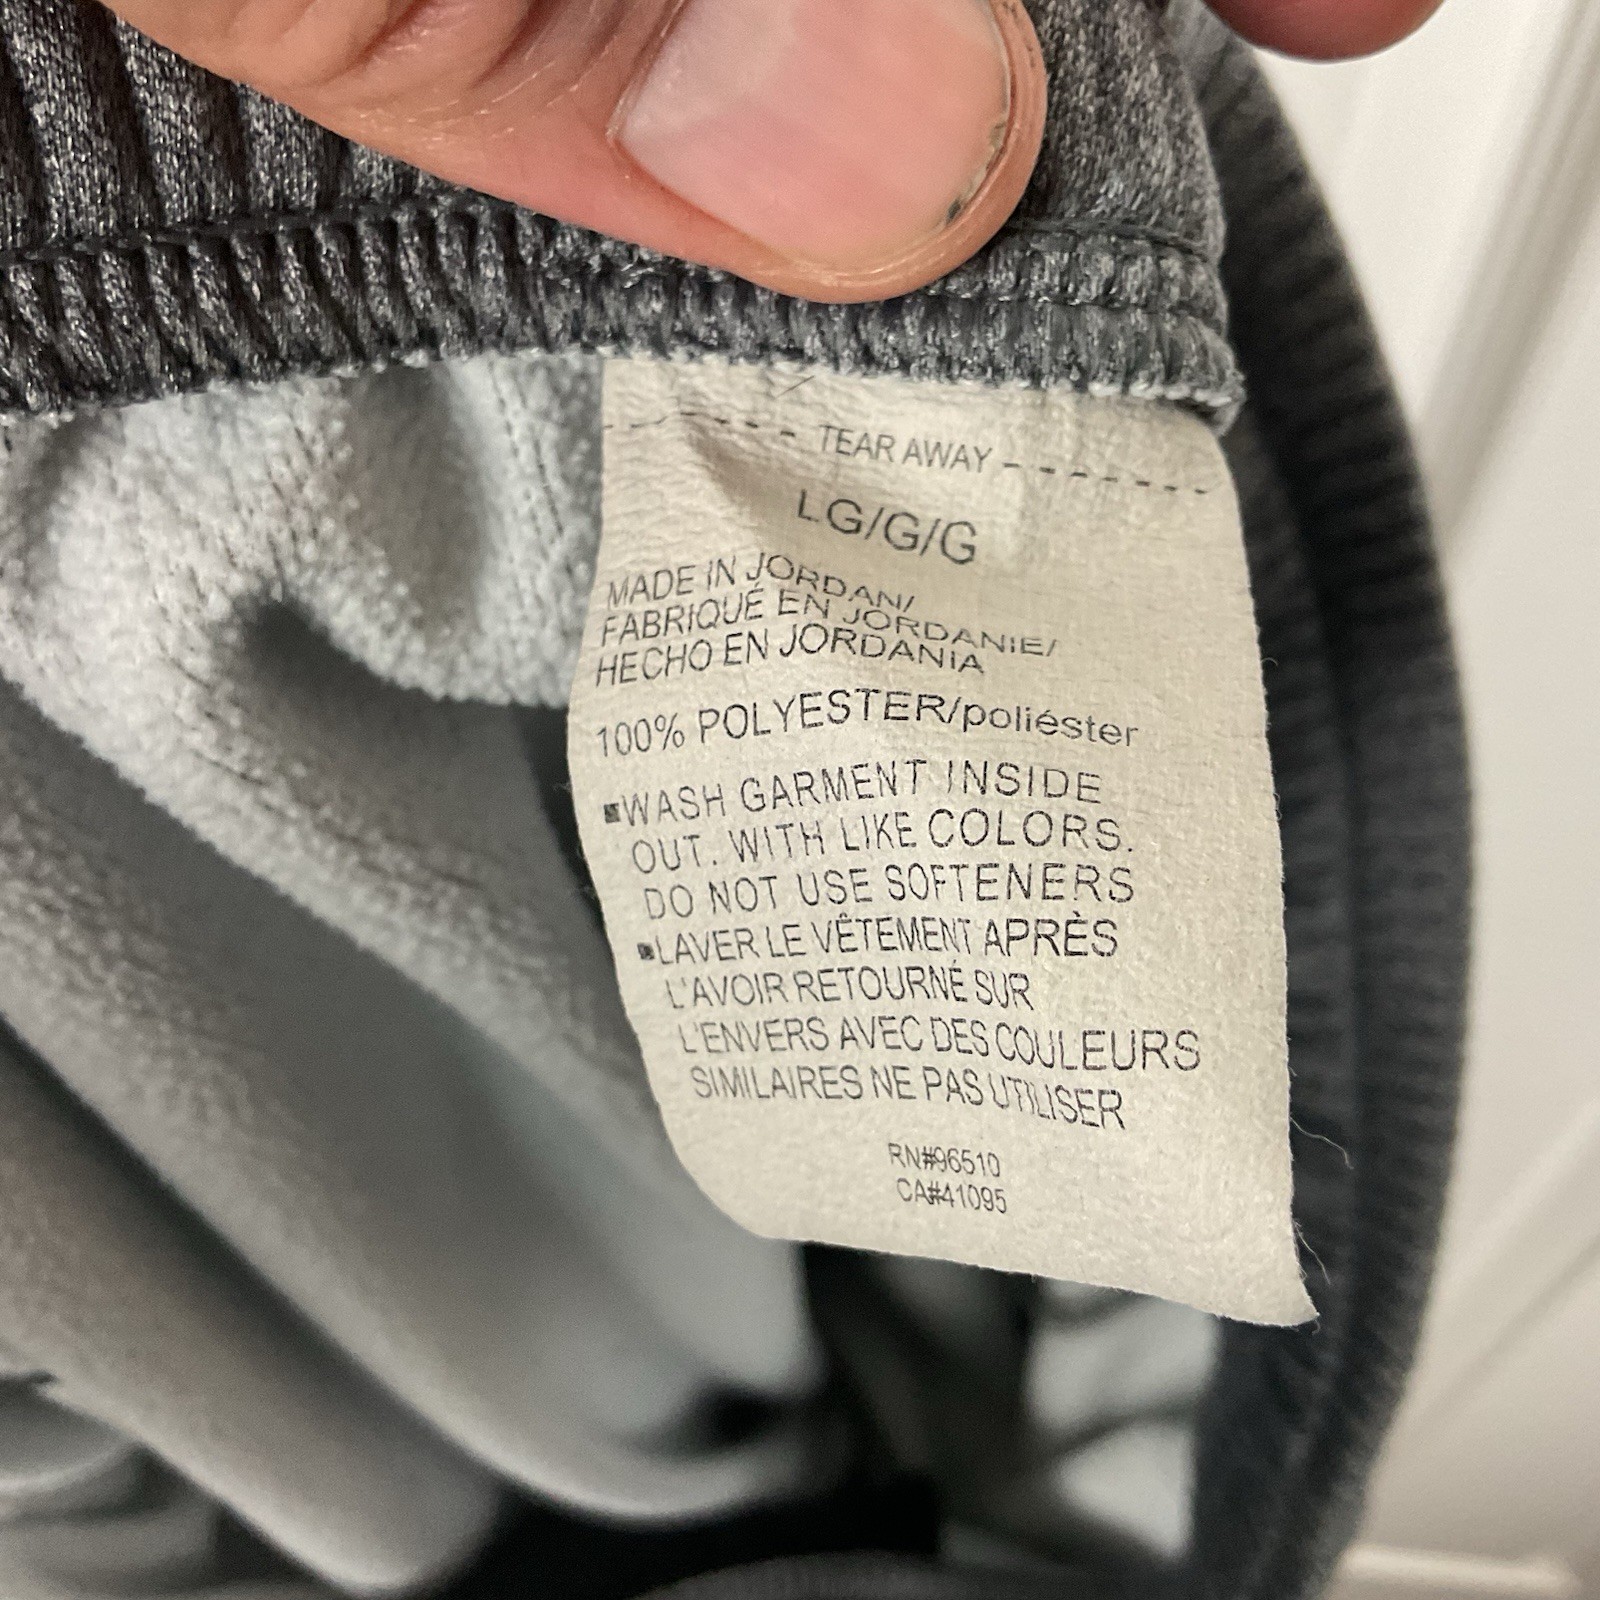 TEAR AWAY
LG/G/G
MADE IN JORDAN/
FABRIQUÉ EN JORDANIE/
HECHO EN JORDANIA
100% POLYESTER/poliéster
▪WASH GARMENT INSIDE
OUT. WITH LIKE COLORS.
DO NOT USE SOFTENERS
▪LAVER LE VÊTEMENT APRÈS
L'AVOIR RETOURNÉ SUR
L'ENVERS AVEC DES COULEURS
SIMILAIRES NE PAS UTILISER
RN#96510
CA#41095